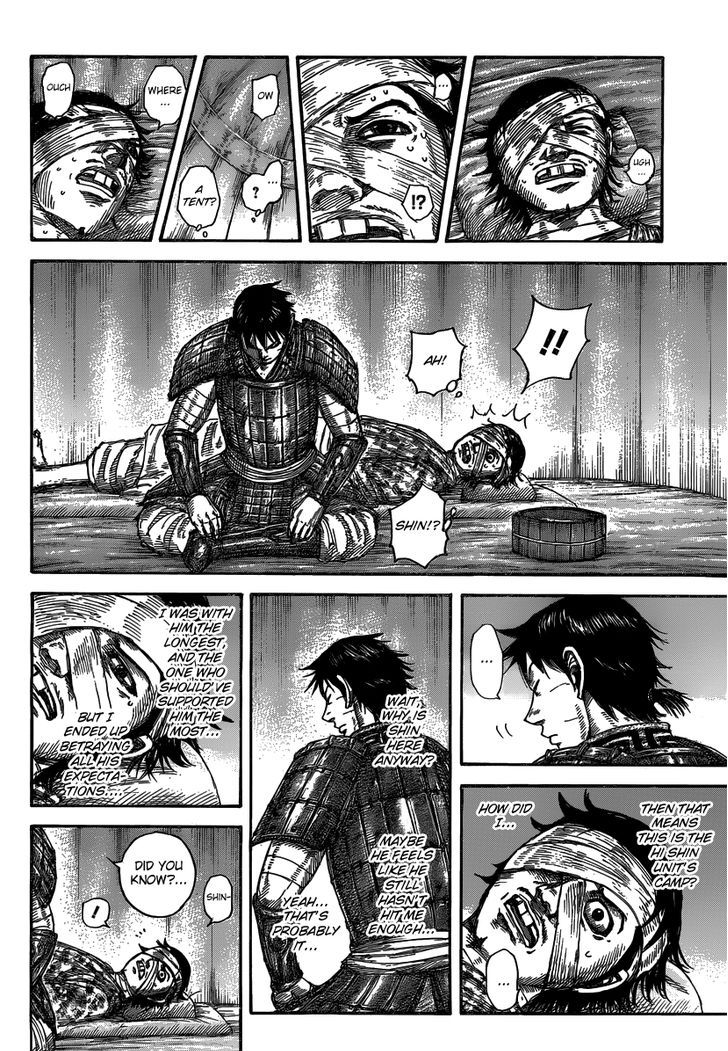 UGH
...
...
!?
OW
?
...
A
TENT?
WHERE
...
OUCH
...
!!
AH!
SHIN!?
...
THEN THAT
MEANS
THIS IS THE
HI SHIN
UNIT'S
CAMP?
HOW DID
I...
...
WAIT,
WHY IS
SHIN
HERE
ANYWAY?
MAYBE
HE FEELS
LIKE HE
STILL
HASN'T
HIT ME
ENOUGH...
YEAH...
THAT'S
PROBABLY
IT...
I WAS WITH
HIM THE
LONGEST,
AND THE
ONE WHO
SHOULD'VE
SUPPORTED
HIM THE
MOST...
BUT I
ENDED UP
BETRAYING
ALL HIS
EXPECTA-
TIONS....
SHIN-
DID YOU
KNOW?...
!